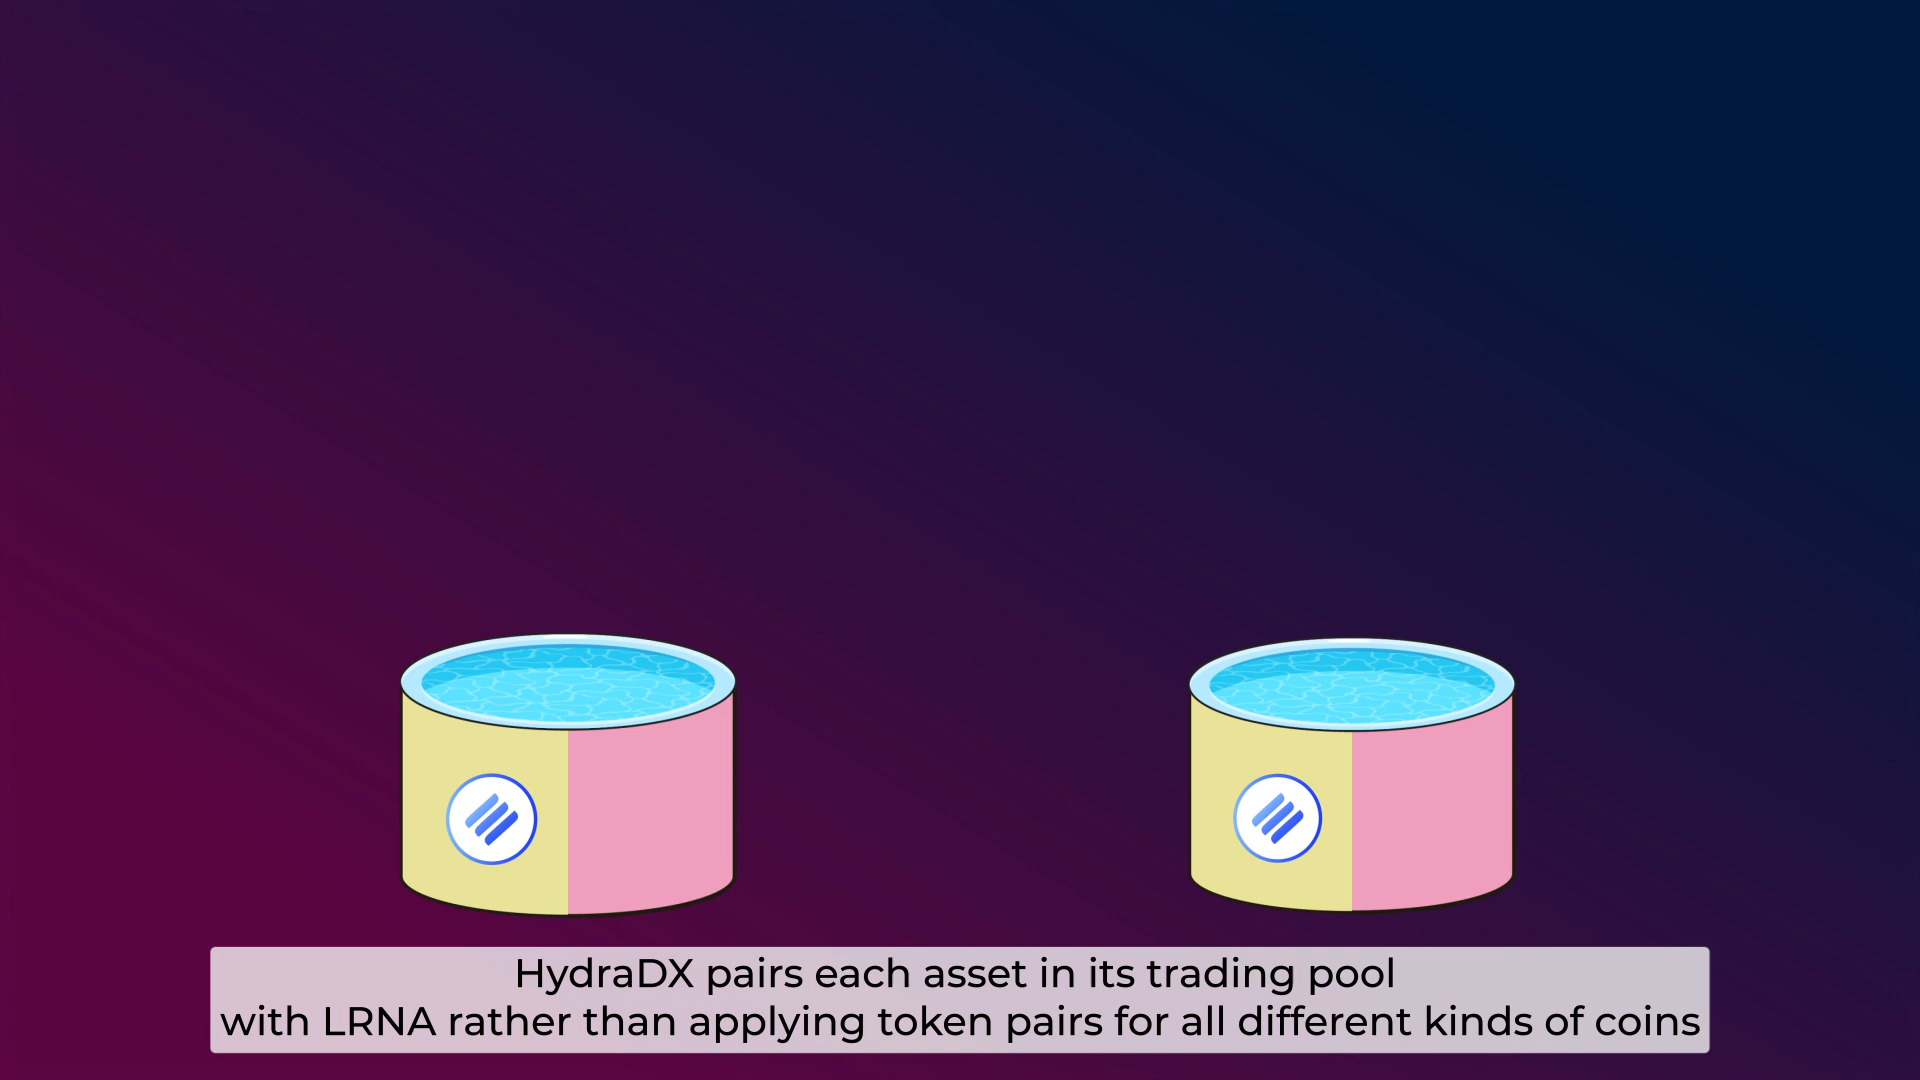 HydraDX pairs each asset in its trading pool
with LRNA rather than applying token pairs for all different kinds of coins